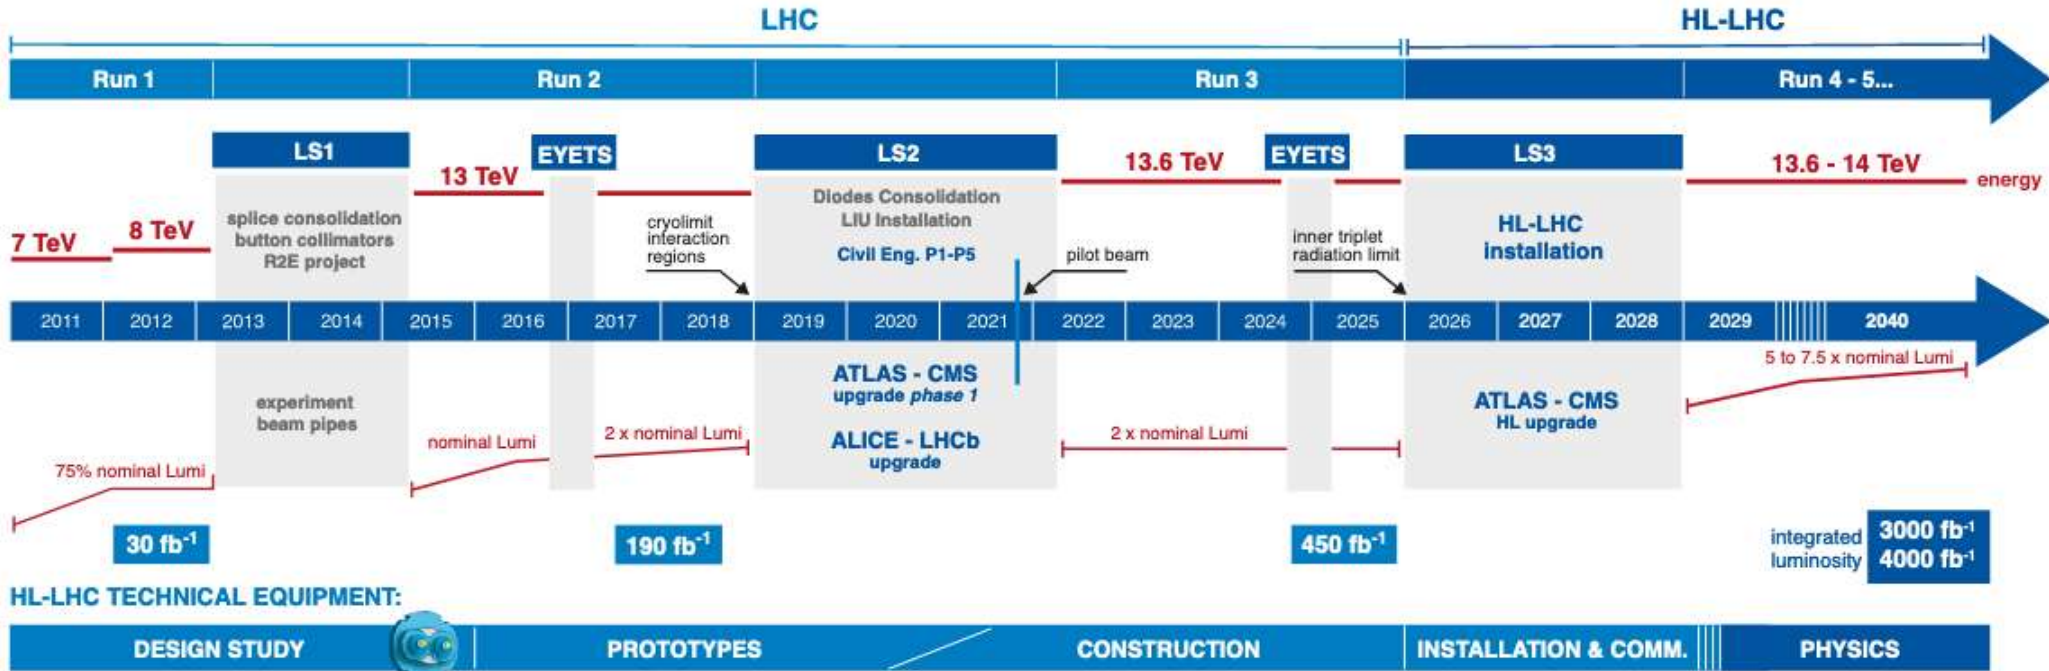 LHC
HL-LHC
Run 1
Run 2
Run 3
Run 4 - 5...
LS1
EYETS
LS2
EYETS
LS3
13 TeV
13.6 TeV
13.6 - 14 TeV
energy
7 TeV
8 TeV
splice consolidation
button collimators
R2E project
cryolimit
interaction
regions
Diodes Consolidation
LIU Installation
Civil Eng. P1-P5
pilot beam
inner triplet
radiation limit
HL-LHC
installation
2011 2012 2013 2014 2015 2016 2017 2018 2019 2020 2021 2022 2023 2024 2025 2026 2027 2028 2029 2040
5 to 7.5 x nominal Lumi
experiment
beam pipes
ATLAS - CMS
upgrade phase 1
ALICE - LHCb
upgrade
ATLAS - CMS
HL upgrade
75% nominal Lumi
nominal Lumi
2 x nominal Lumi
2 x nominal Lumi
30 fb-1
190 fb-1
450 fb-1
integrated
luminosity
3000 fb-1
4000 fb-1
HL-LHC TECHNICAL EQUIPMENT:
DESIGN STUDY
PROTOTYPES
CONSTRUCTION
INSTALLATION & COMM.
PHYSICS